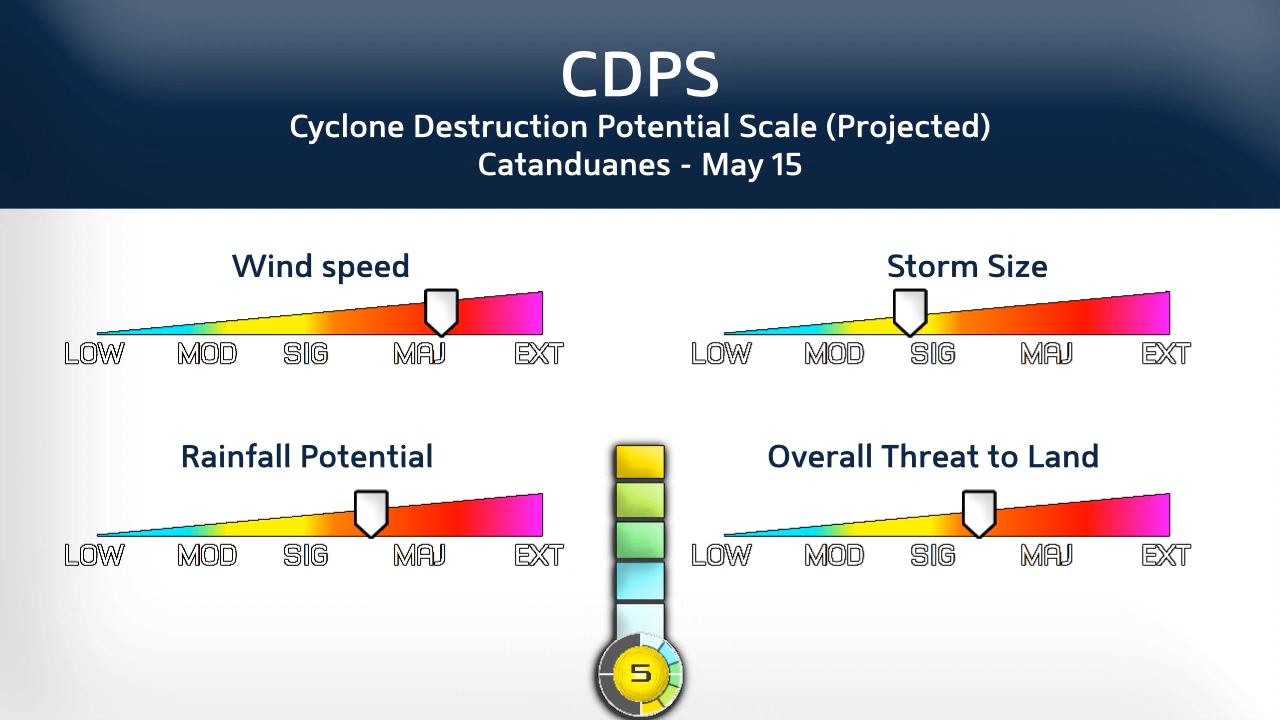 CDPS
Cyclone Destruction Potential Scale (Projected)
Catanduanes - May 15
Wind speed
LOW MOD SIG MAJ EXT
Storm Size
LOW MOD SIG MAJ EXT
Rainfall Potential
LOW MOD SIG MAJ EXT
Overall Threat to Land
LOW MOD SIG MAJ EXT
5